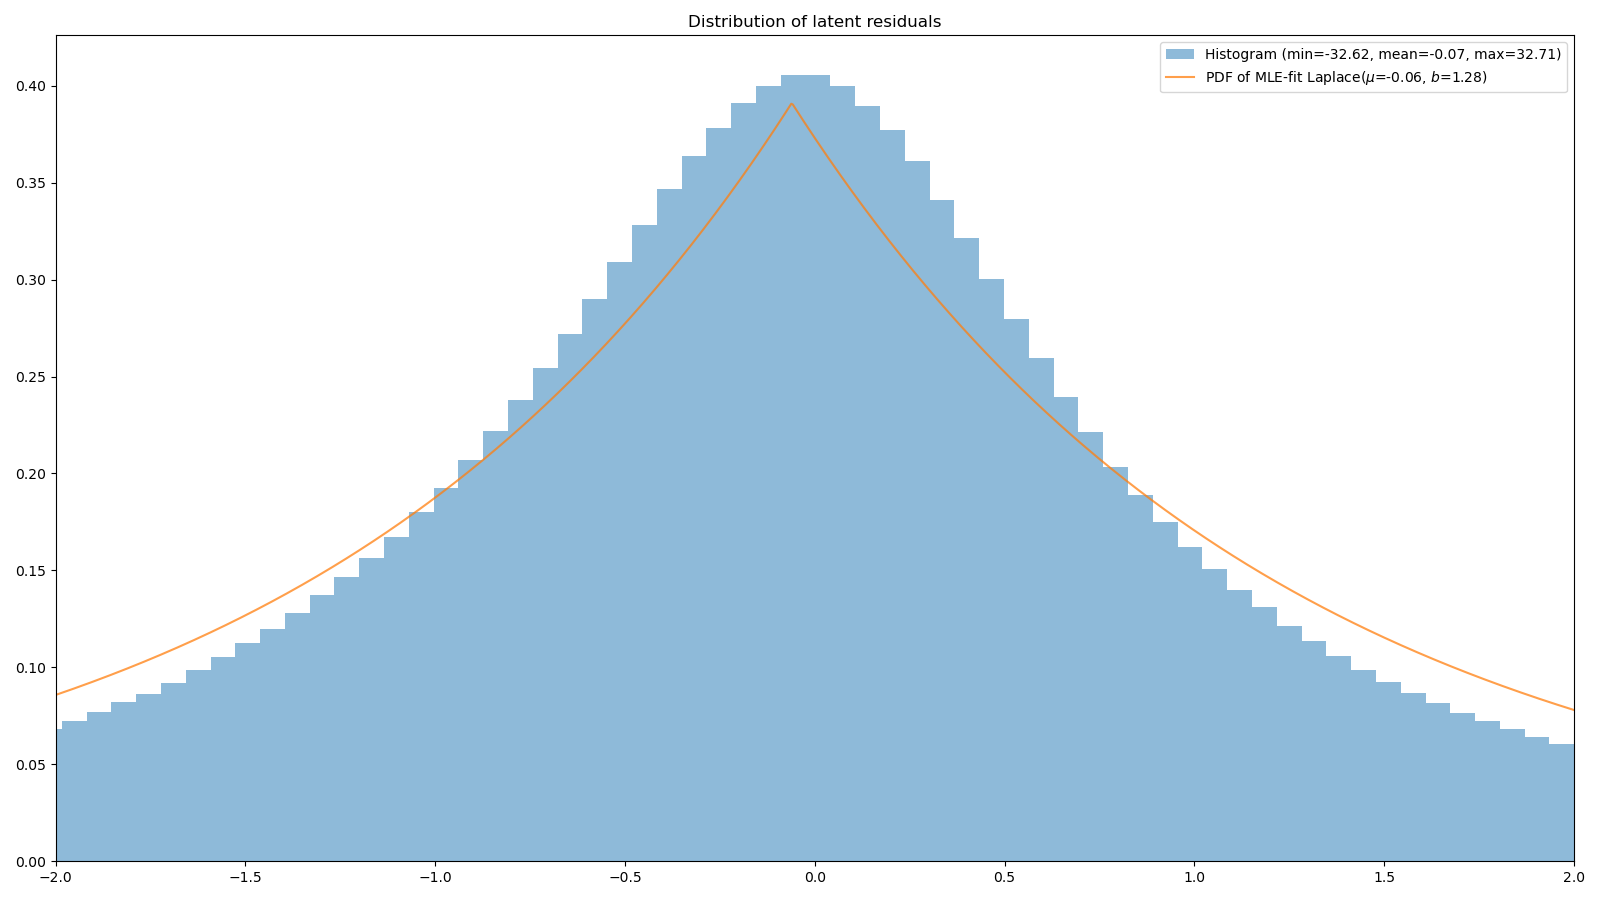 Distribution of latent residuals
Histogram (min=-32.62, mean=-0.07, max=32.71)
PDF of MLE-fit Laplace(μ=-0.06, b=1.28)
0.40
0.35
0.30
0.25
0.20
0.15
0.10
0.05
0.00
−2.0 −1.5 −1.0 −0.5 0.0 0.5 1.0 1.5 2.0